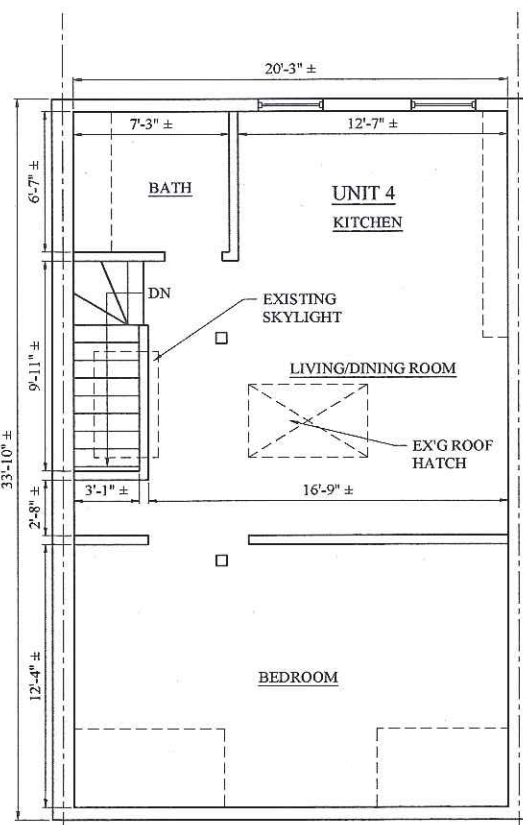 20'-3" ±
7'-3" ±
12'-7" ±
6'-7" ±
BATH
UNIT 4
KITCHEN
DN
EXISTING
SKYLIGHT
9'-11" ±
LIVING/DINING ROOM
33'-10" ±
EX'G ROOF
HATCH
3'-1" ±
16'-9" ±
2'-8" ±
12'-4" ±
BEDROOM